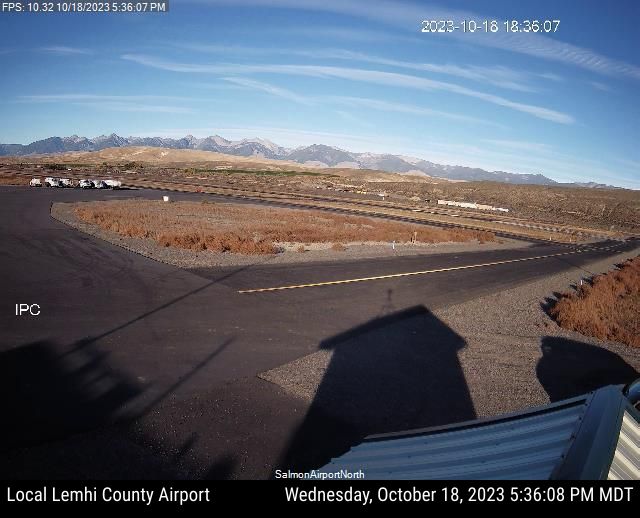 FPS: 10.32 10/18/2023 5:36:07 PM
2023-10-18 18:36:07
IPC
SalmonAirportNorth
Local Lemhi County Airport Wednesday, October 18, 2023 5:36:08 PM MDT